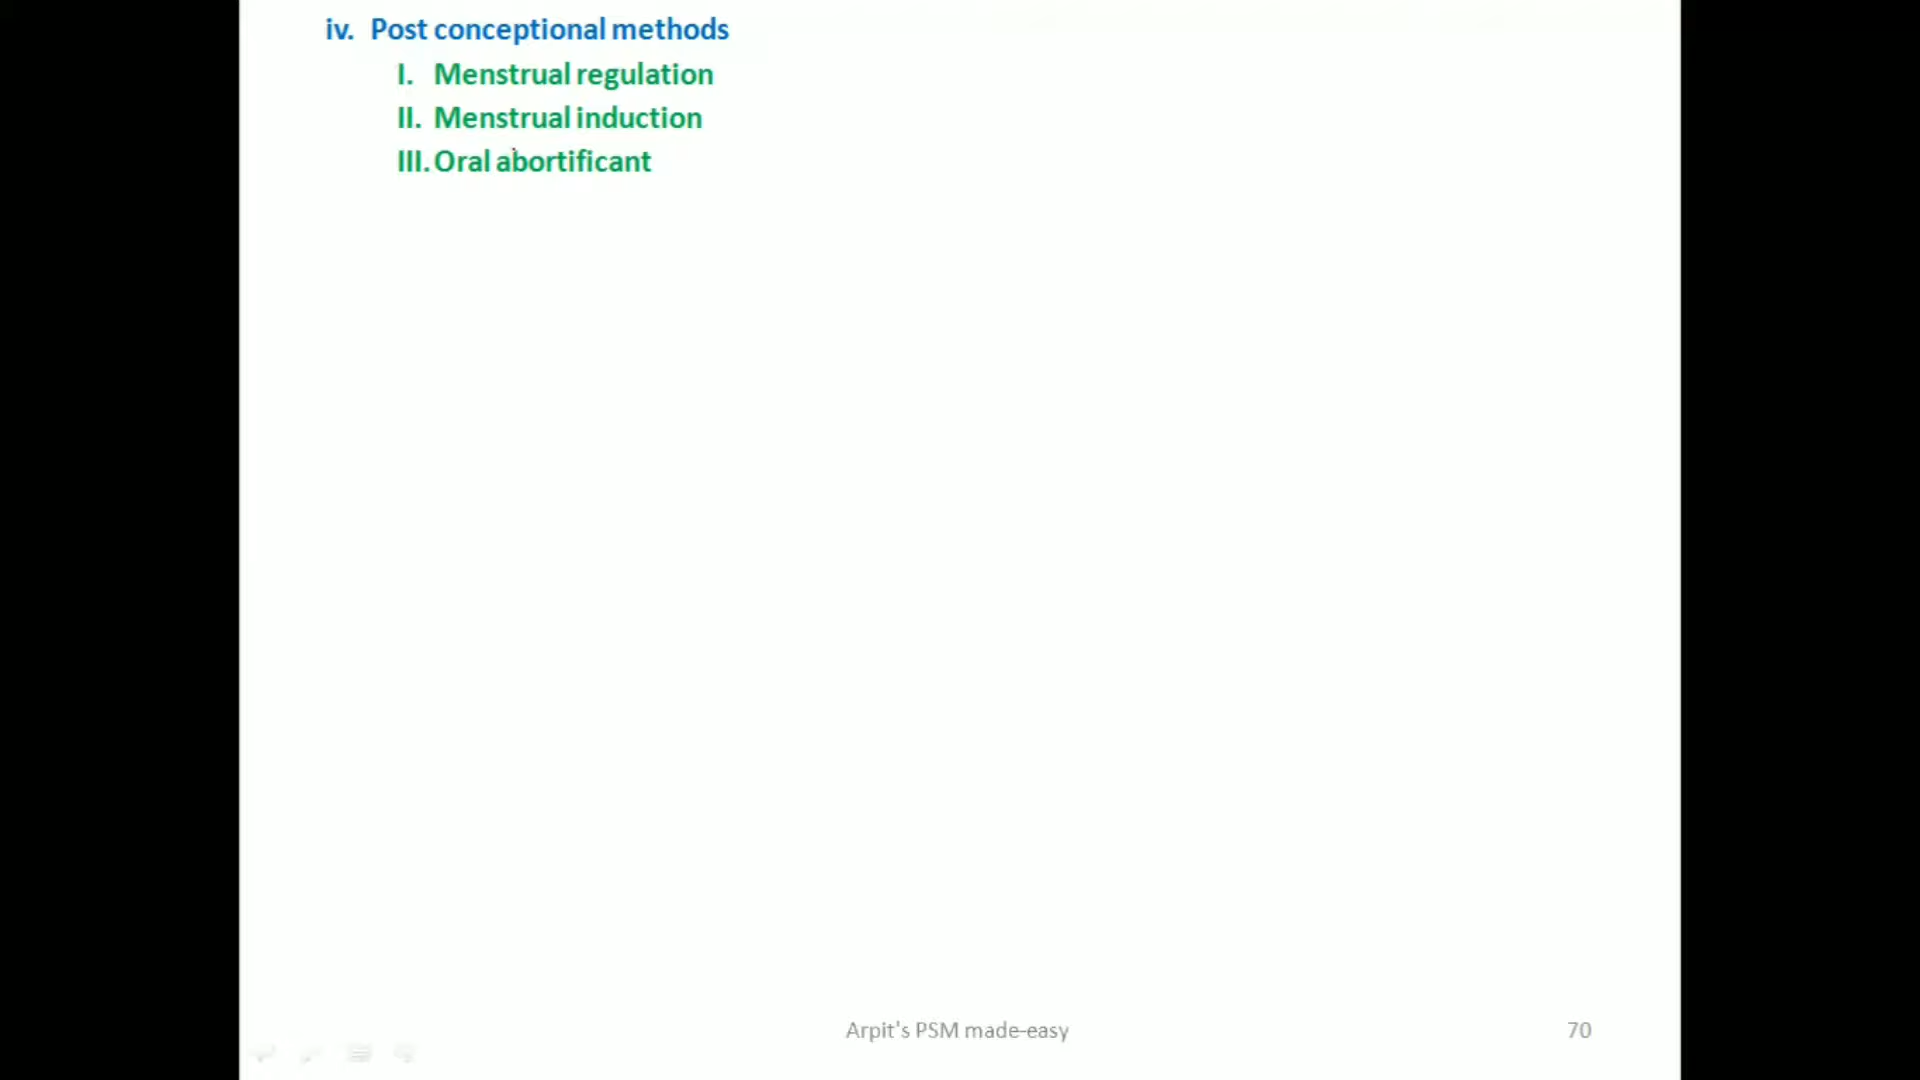 iv. Post conceptional methods
I. Menstrual regulation
II. Menstrual induction
III. Oral abortificant
Arpit's PSM made-easy
70